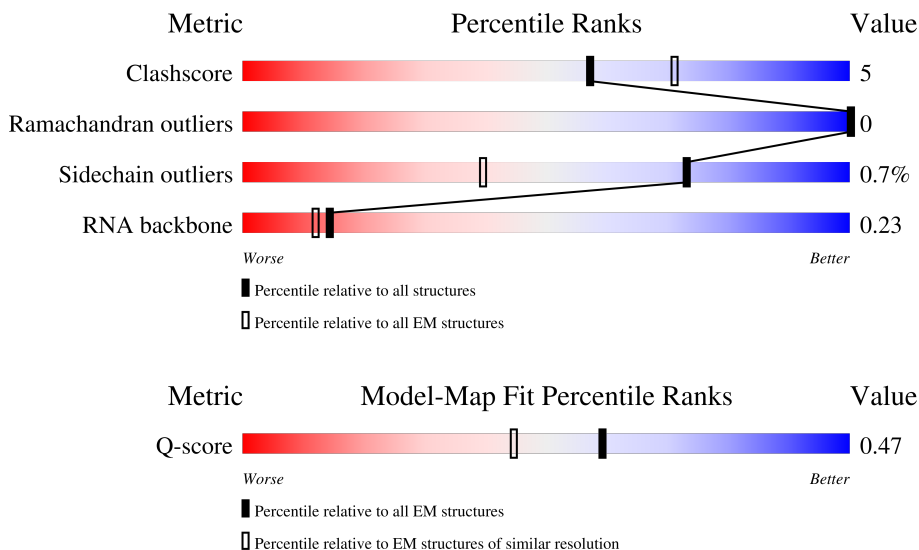 Metric Percentile Ranks Value
Clashscore 5
Ramachandran outliers 0
Sidechain outliers 0.7%
RNA backbone 0.23
Worse Better
Percentile relative to all structures
Percentile relative to all EM structures
Metric Model-Map Fit Percentile Ranks Value
Q-score 0.47
Worse Better
Percentile relative to all EM structures
Percentile relative to EM structures of similar resolution